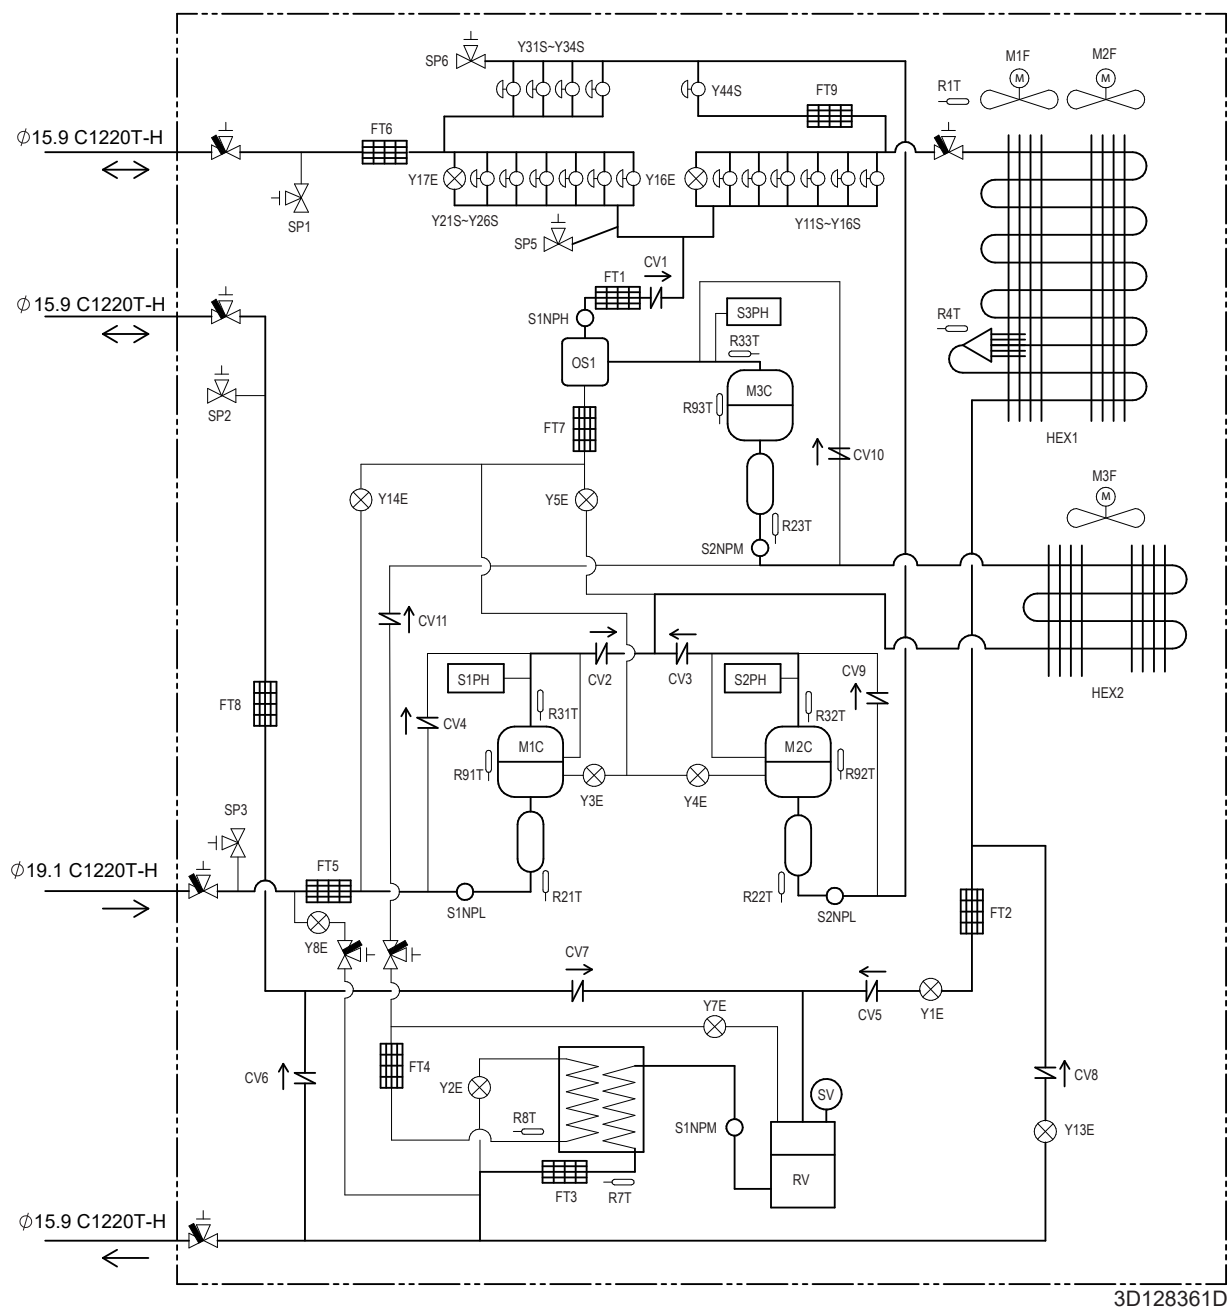 Y31S~Y34S
M1F
M2F
M
M
SP6
Y44S
FT9
R1T
FT6
∅15.9 C1220T-H
Y17E
Y16E
Y21S~Y26S
Y11S~Y16S
SP1
SP5
CV1
FT1
∅15.9 C1220T-H
S1NPH
S3PH
R4T
R33T
OS1
M3C
R93T
SP2
FT7
HEX1
CV10
M3F
M
Y14E
Y5E
R23T
S2NPM
CV11
CV2
CV3
S1PH
S2PH
CV9
HEX2
FT8
R31T
R32T
CV4
M1C
M2C
R91T
R92T
Y3E
Y4E
SP3
∅19.1 C1220T-H
FT5
R21T
R22T
S1NPL
S2NPL
FT2
Y8E
CV7
Y7E
CV5
Y1E
FT4
CV6
CV8
Y2E
SV
R8T
S1NPM
Y13E
RV
FT3
R7T
∅15.9 C1220T-H
3D128361D